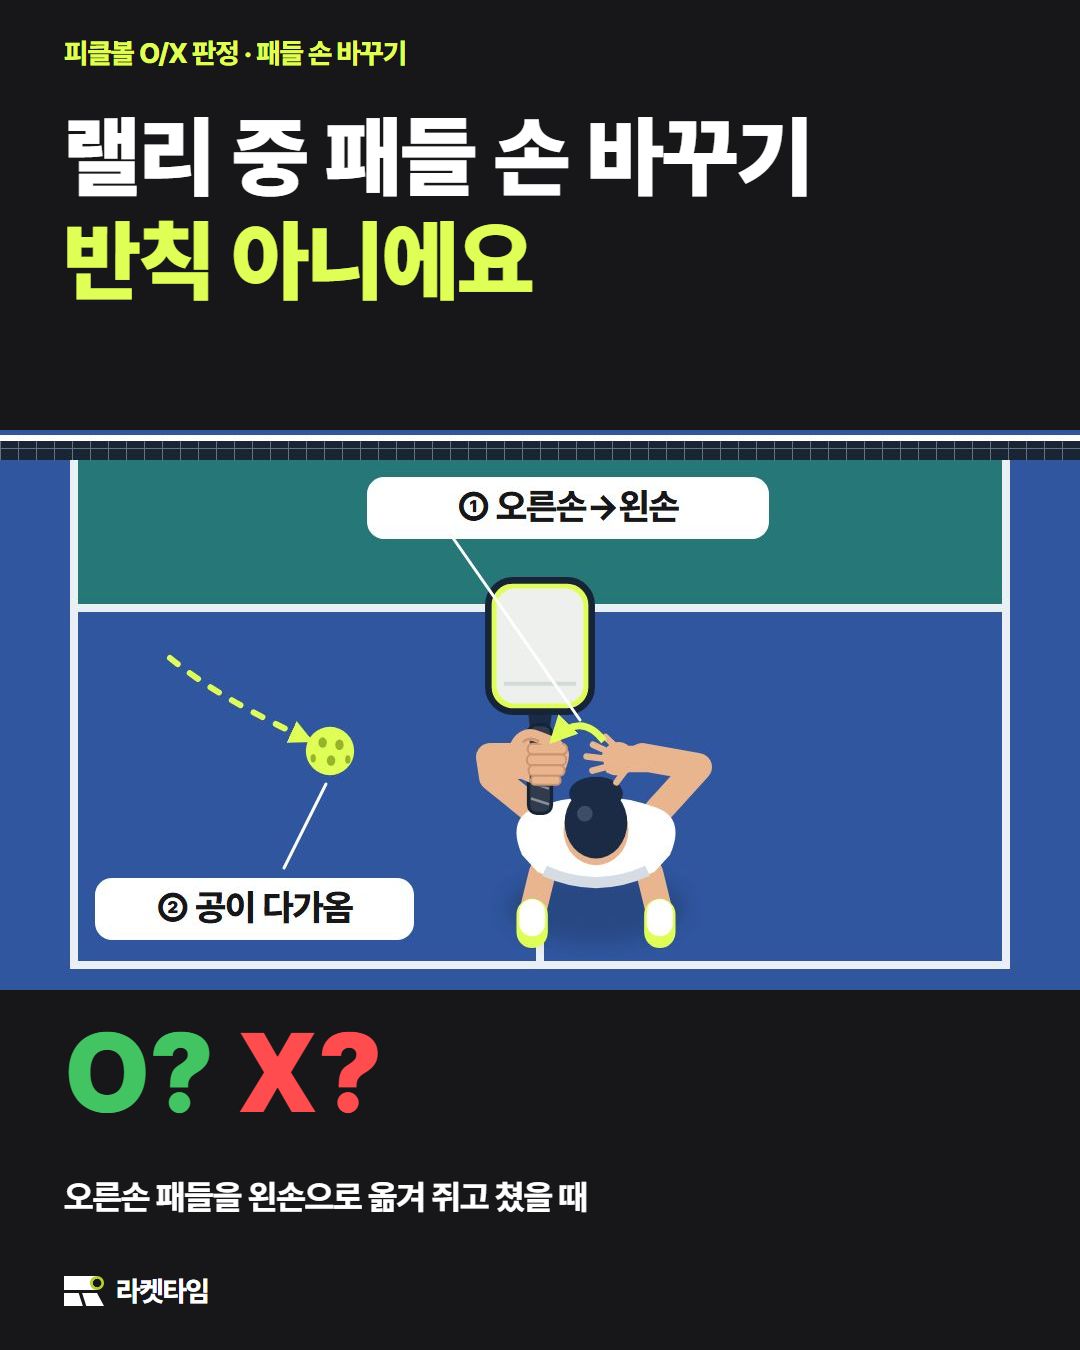 피클볼 O/X 판정 · 패들 손 바꾸기
랠리 중 패들 손 바꾸기
반칙 아니에요
① 오른손→왼손
② 공이 다가옴
O? X?
오른손 패들을 왼손으로 옮겨 쥐고 쳤을 때
라켓타임